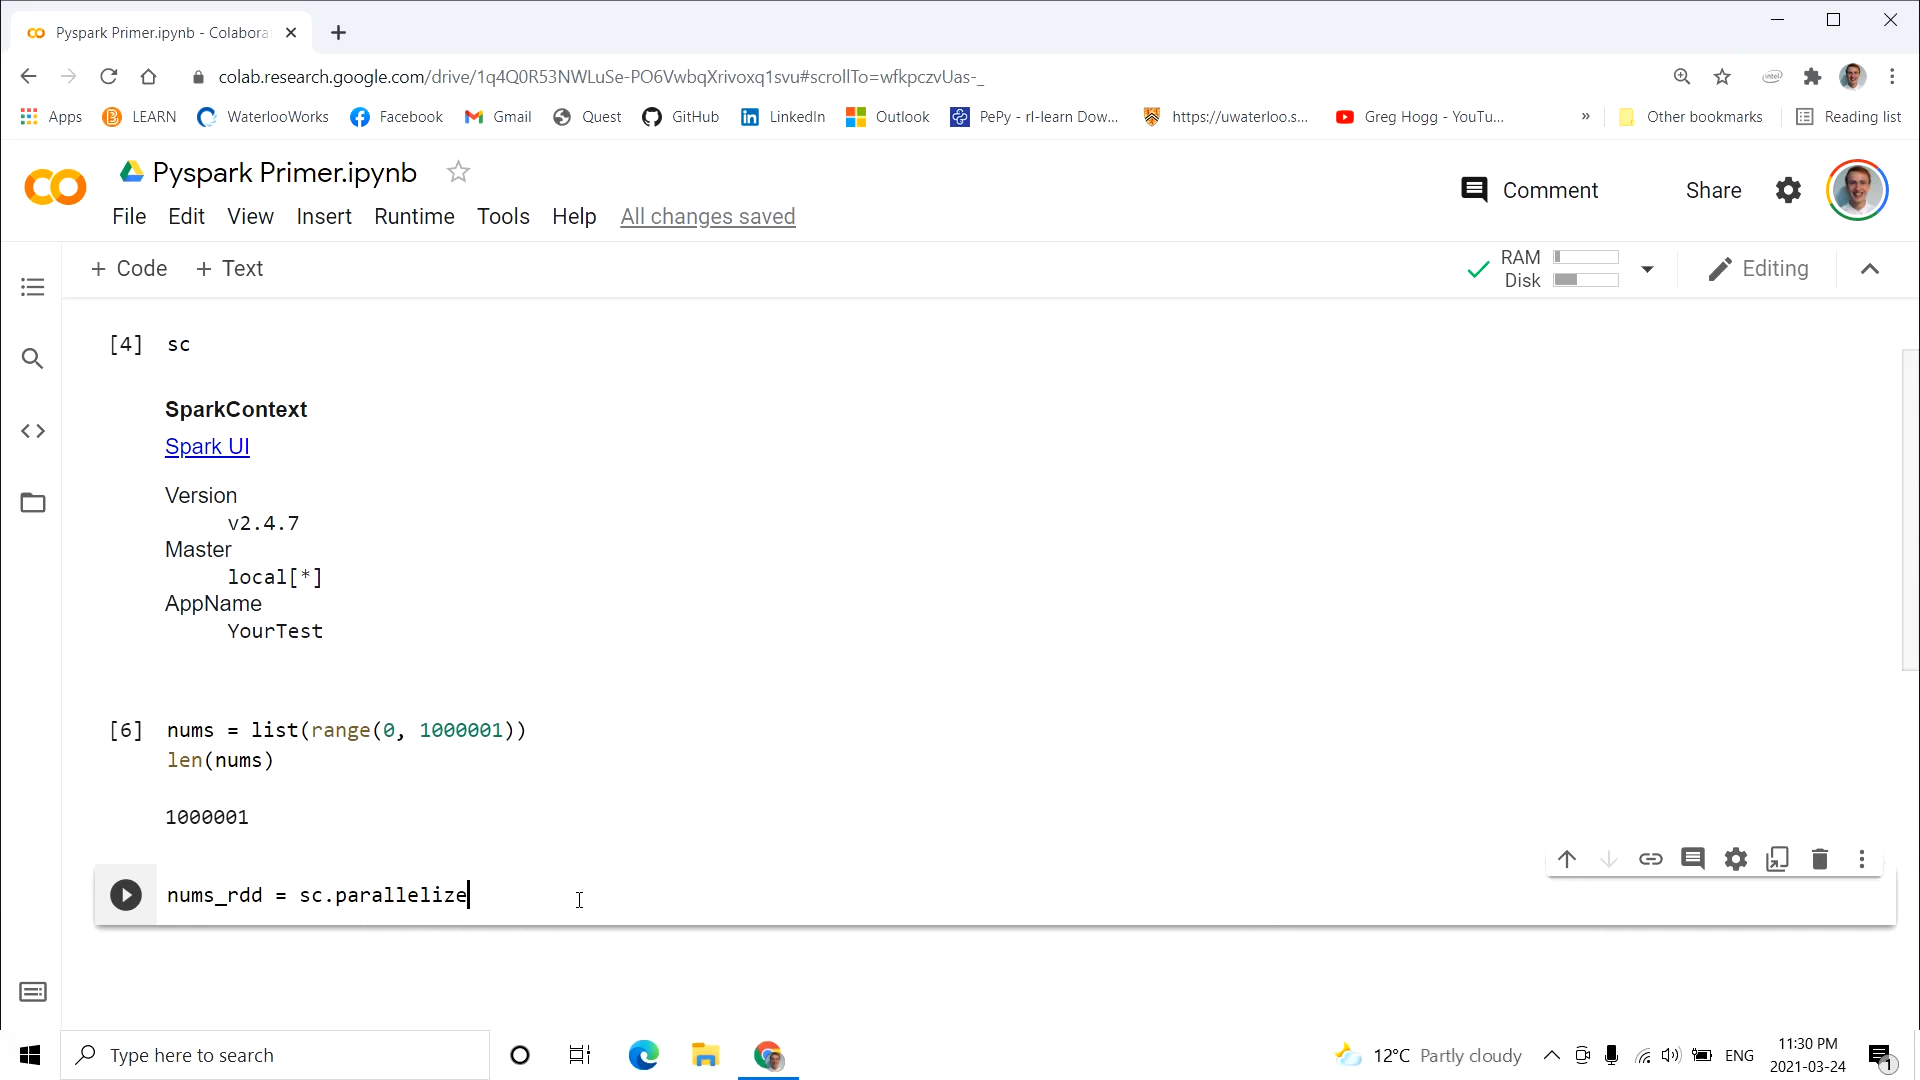 Pyspark Primer.ipynb - Colabora
colab.research.google.com/drive/1q4Q0R53NWLuSe-PO6VwbqXrivoxq1svu#scrollTo=wfkpczvUas-_
Apps LEARN WaterlooWorks Facebook Gmail Quest GitHub LinkedIn Outlook PePy - rl-learn Dow... https://uwaterloo.s... Greg Hogg - YouTu... » Other bookmarks Reading list
Pyspark Primer.ipynb
Comment Share
File Edit View Insert Runtime Tools Help All changes saved
+ Code + Text
RAM
Disk
Editing
[4] sc
SparkContext
Spark UI
Version
v2.4.7
Master
local[*]
AppName
YourTest
[6] nums = list(range(0, 1000001))
len(nums)
1000001
nums_rdd = sc.parallelize
Type here to search
12°C Partly cloudy
ENG
11:30 PM
2021-03-24
1